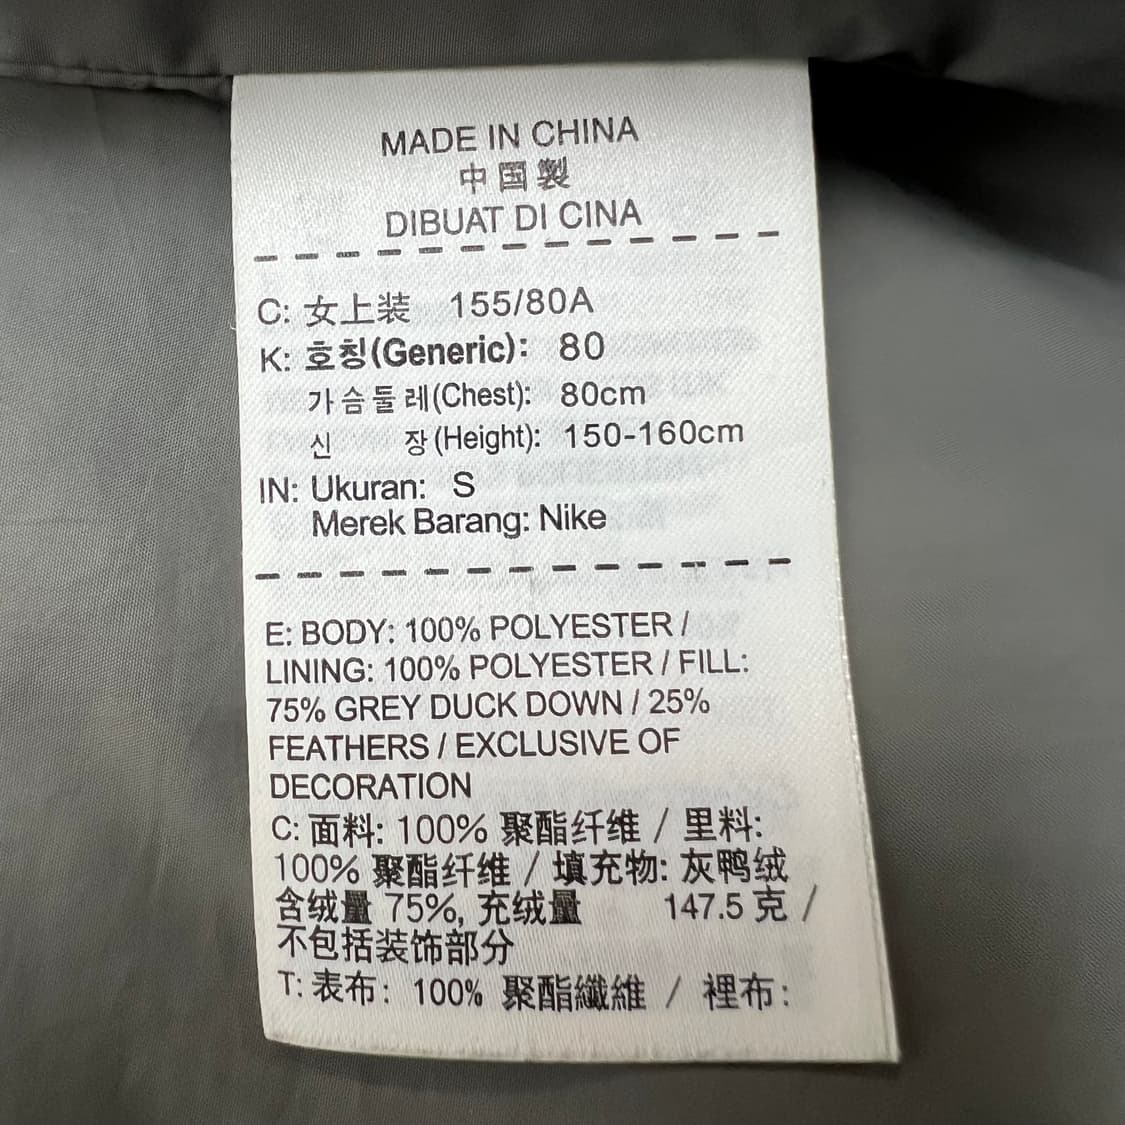 MADE IN CHINA
中国製
DIBUAT DI CINA
C: 女上装 155/80A
K: 호칭(Generic): 80
가슴둘레(Chest): 80cm
신 장(Height): 150-160cm
IN: Ukuran: S
Merek Barang: Nike
E: BODY: 100% POLYESTER /
LINING: 100% POLYESTER / FILL:
75% GREY DUCK DOWN / 25%
FEATHERS / EXCLUSIVE OF
DECORATION
C: 面料: 100% 聚酯纤维 / 里料:
100% 聚酯纤维 / 填充物: 灰鸭绒
含绒量 75%, 充绒量 147.5 克 /
不包括装饰部分
T: 表布: 100% 聚酯纖維 / 裡布: